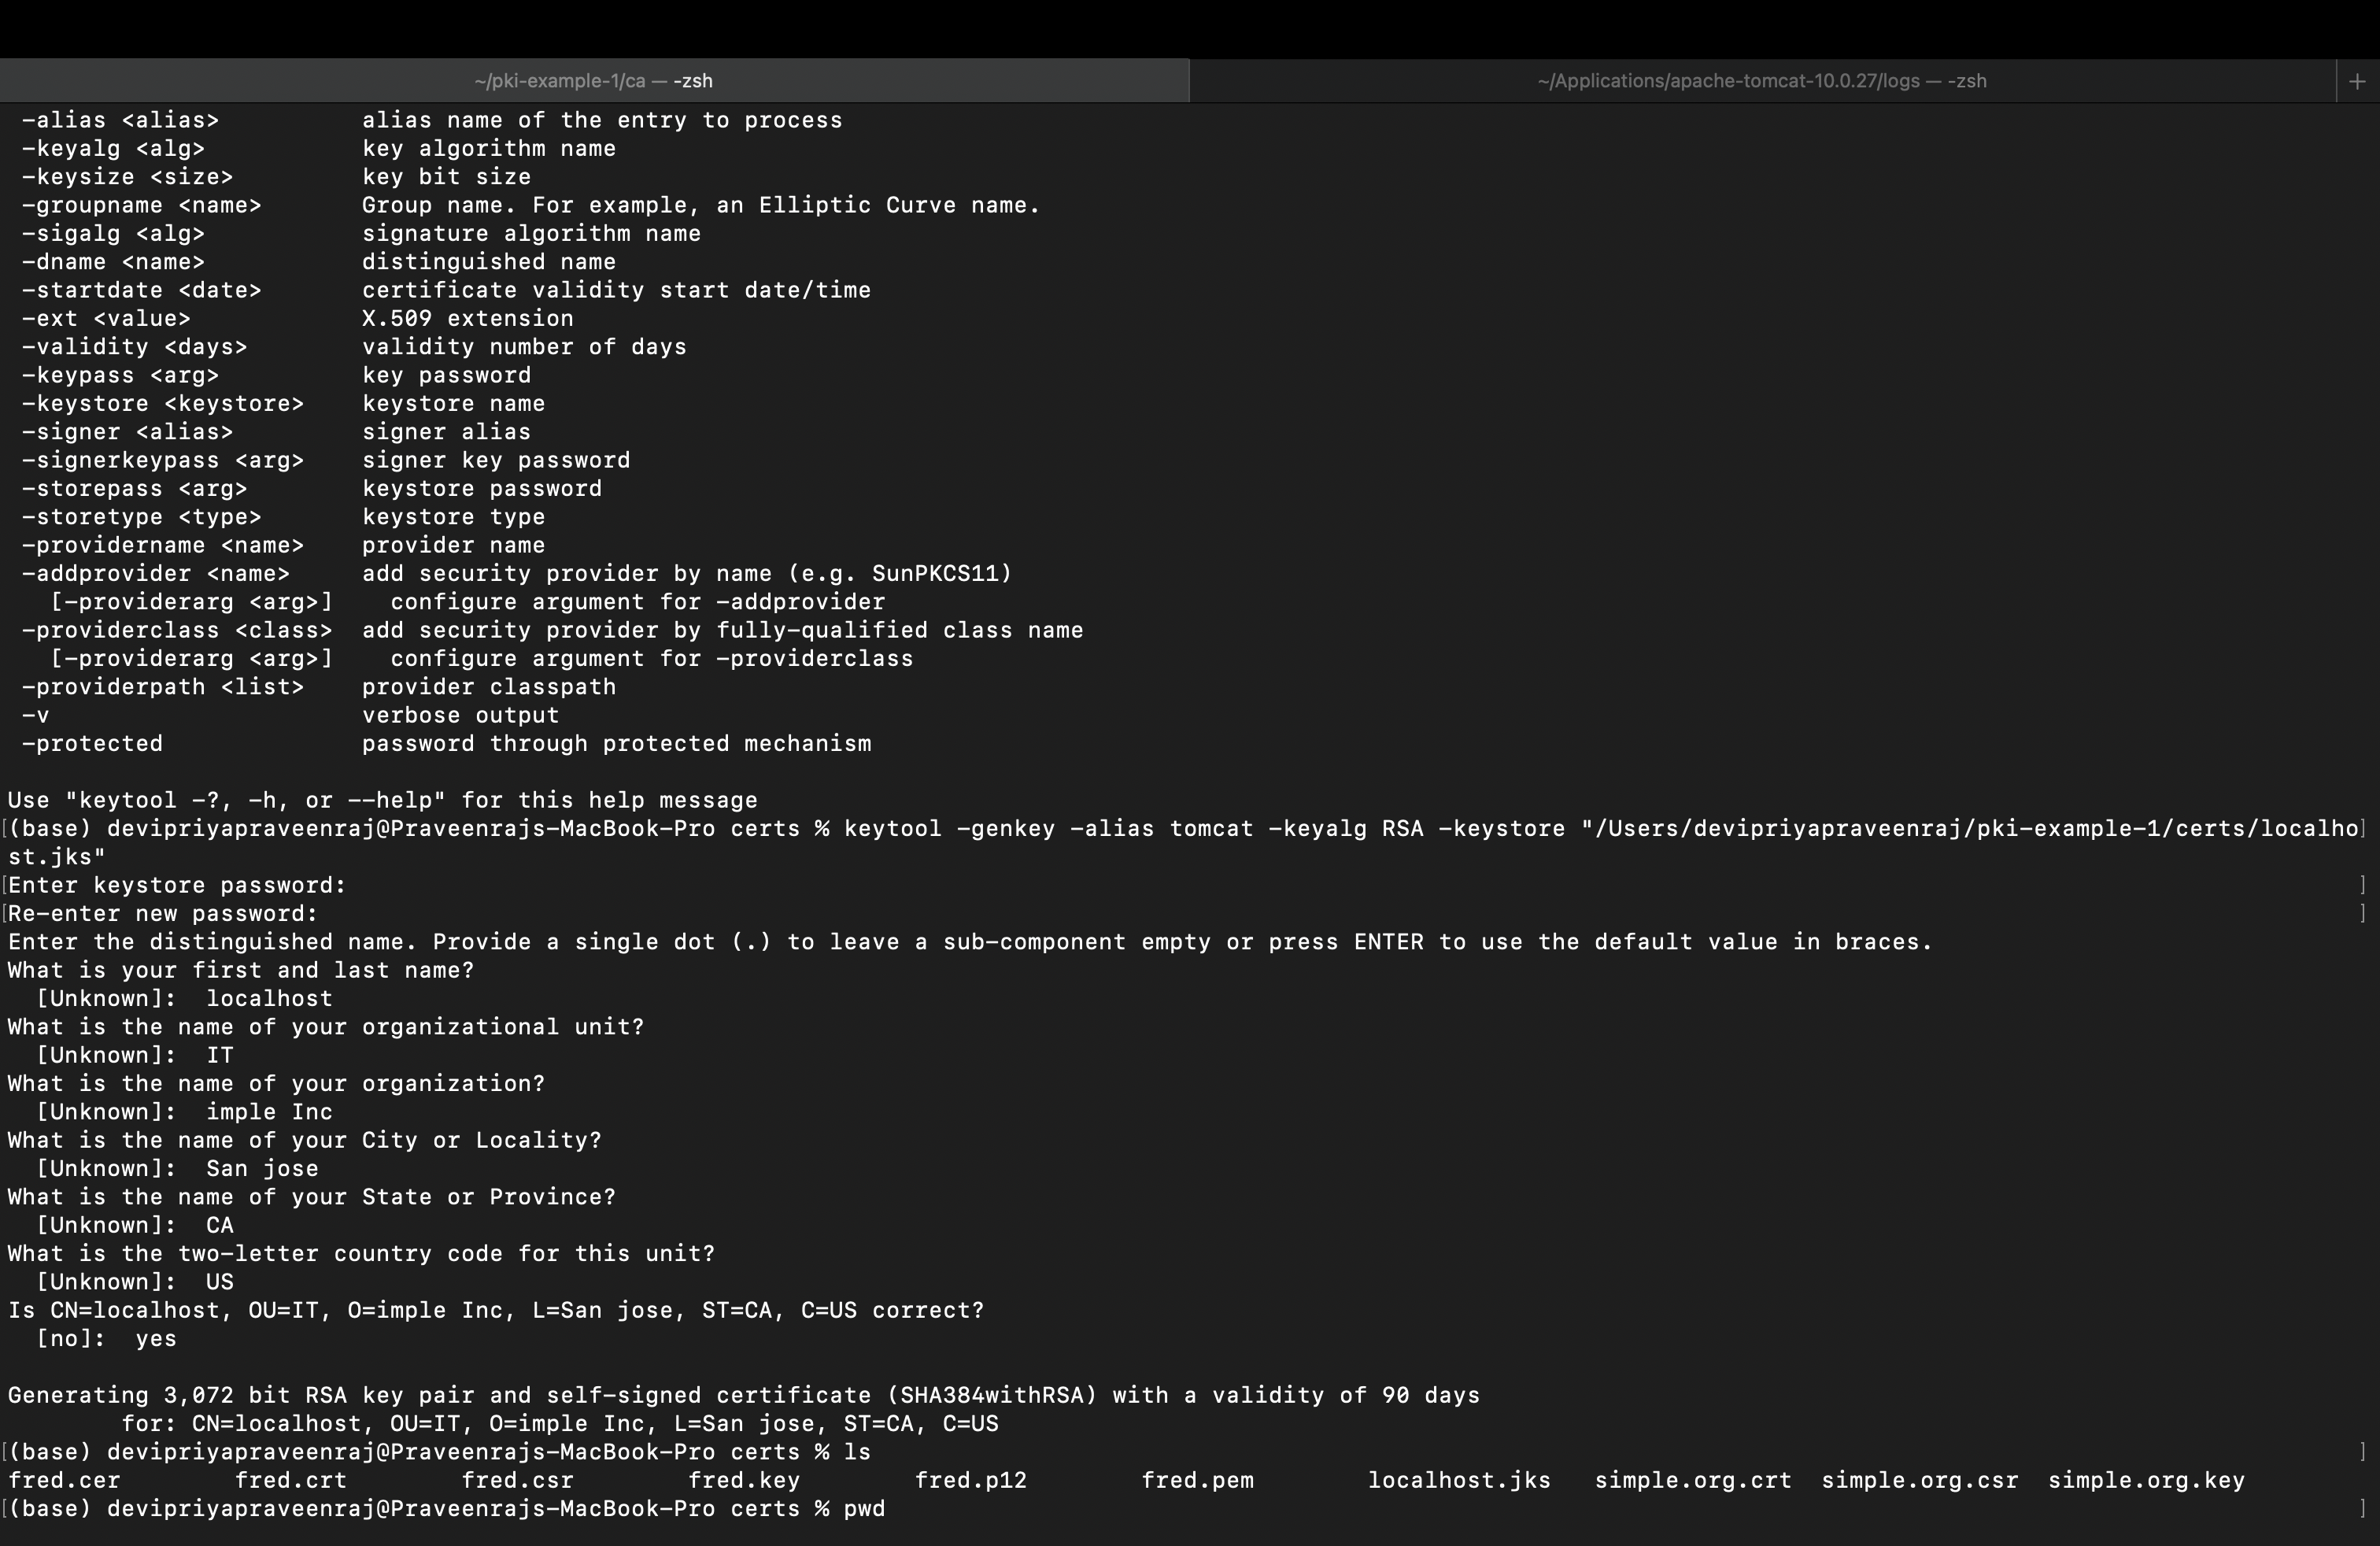 ~/pki-example-1/ca — -zsh
~/Applications/apache-tomcat-10.0.27/logs — -zsh
+
-alias <alias> alias name of the entry to process
-keyalg <alg> key algorithm name
-keysize <size> key bit size
-groupname <name> Group name. For example, an Elliptic Curve name.
-sigalg <alg> signature algorithm name
-dname <name> distinguished name
-startdate <date> certificate validity start date/time
-ext <value> X.509 extension
-validity <days> validity number of days
-keypass <arg> key password
-keystore <keystore> keystore name
-signer <alias> signer alias
-signerkeypass <arg> signer key password
-storepass <arg> keystore password
-storetype <type> keystore type
-providername <name> provider name
-addprovider <name> add security provider by name (e.g. SunPKCS11)
[-providerarg <arg>] configure argument for -addprovider
-providerclass <class> add security provider by fully-qualified class name
[-providerarg <arg>] configure argument for -providerclass
-providerpath <list> provider classpath
-v verbose output
-protected password through protected mechanism
Use "keytool -?, -h, or --help" for this help message
[(base) devipriyapraveenraj@Praveenrajs-MacBook-Pro certs % keytool -genkey -alias tomcat -keyalg RSA -keystore "/Users/devipriyapraveenraj/pki-example-1/certs/localho]
st.jks"
[Enter keystore password: ]
[Re-enter new password: ]
Enter the distinguished name. Provide a single dot (.) to leave a sub-component empty or press ENTER to use the default value in braces.
What is your first and last name?
[Unknown]: localhost
What is the name of your organizational unit?
[Unknown]: IT
What is the name of your organization?
[Unknown]: imple Inc
What is the name of your City or Locality?
[Unknown]: San jose
What is the name of your State or Province?
[Unknown]: CA
What is the two-letter country code for this unit?
[Unknown]: US
Is CN=localhost, OU=IT, O=imple Inc, L=San jose, ST=CA, C=US correct?
[no]: yes
Generating 3,072 bit RSA key pair and self-signed certificate (SHA384withRSA) with a validity of 90 days
for: CN=localhost, OU=IT, O=imple Inc, L=San jose, ST=CA, C=US
[(base) devipriyapraveenraj@Praveenrajs-MacBook-Pro certs % ls ]
fred.cer fred.crt fred.csr fred.key fred.p12 fred.pem localhost.jks simple.org.crt simple.org.csr simple.org.key
[(base) devipriyapraveenraj@Praveenrajs-MacBook-Pro certs % pwd ]